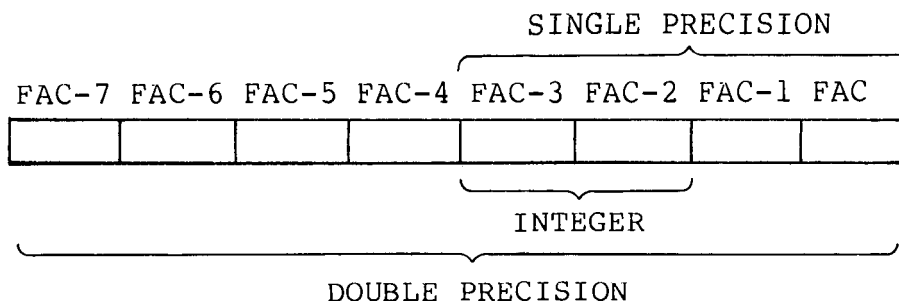 SINGLE PRECISION
FAC-7 FAC-6 FAC-5 FAC-4 FAC-3 FAC-2 FAC-1 FAC
INTEGER
DOUBLE PRECISION